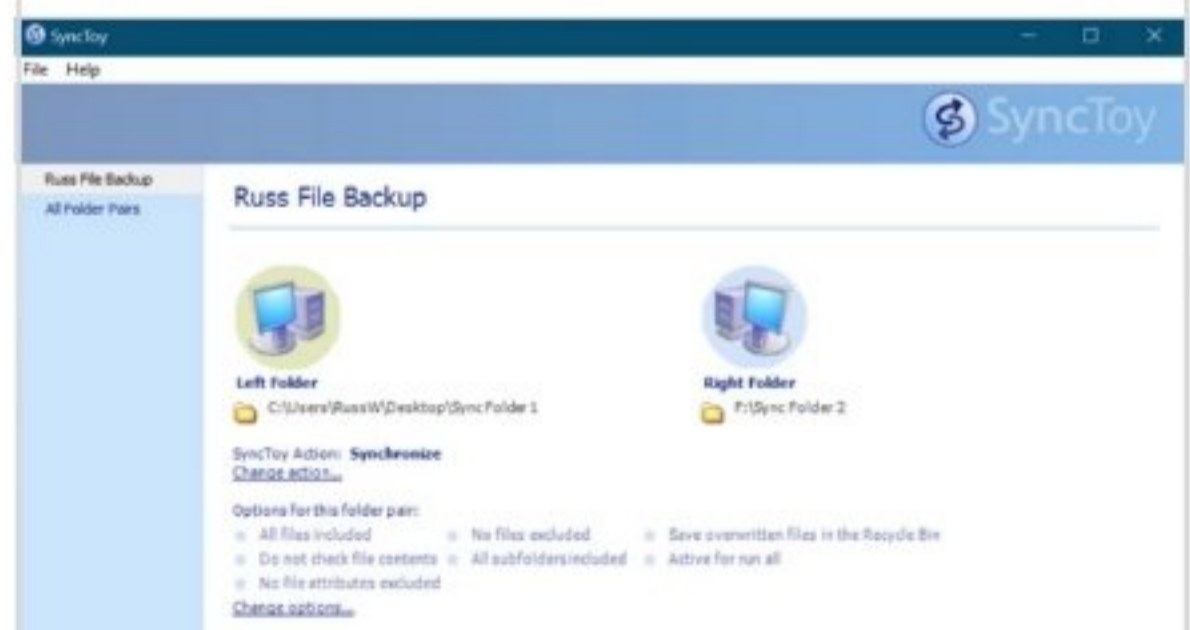 SyncToy
File Help
SyncToy
Russ File Backup
All Folder Pairs
Russ File Backup
Left Folder
C:\Users\RussW\Desktop\Sync Folder 1
Right Folder
F:\Sync Folder 2
SyncToy Action: Synchronize
Change action...
Options for this folder pair:
All files included No files excluded Save overwritten files in the Recycle Bin
Do not check file contents All subfolders included Active for run all
No file attributes excluded
Change options...